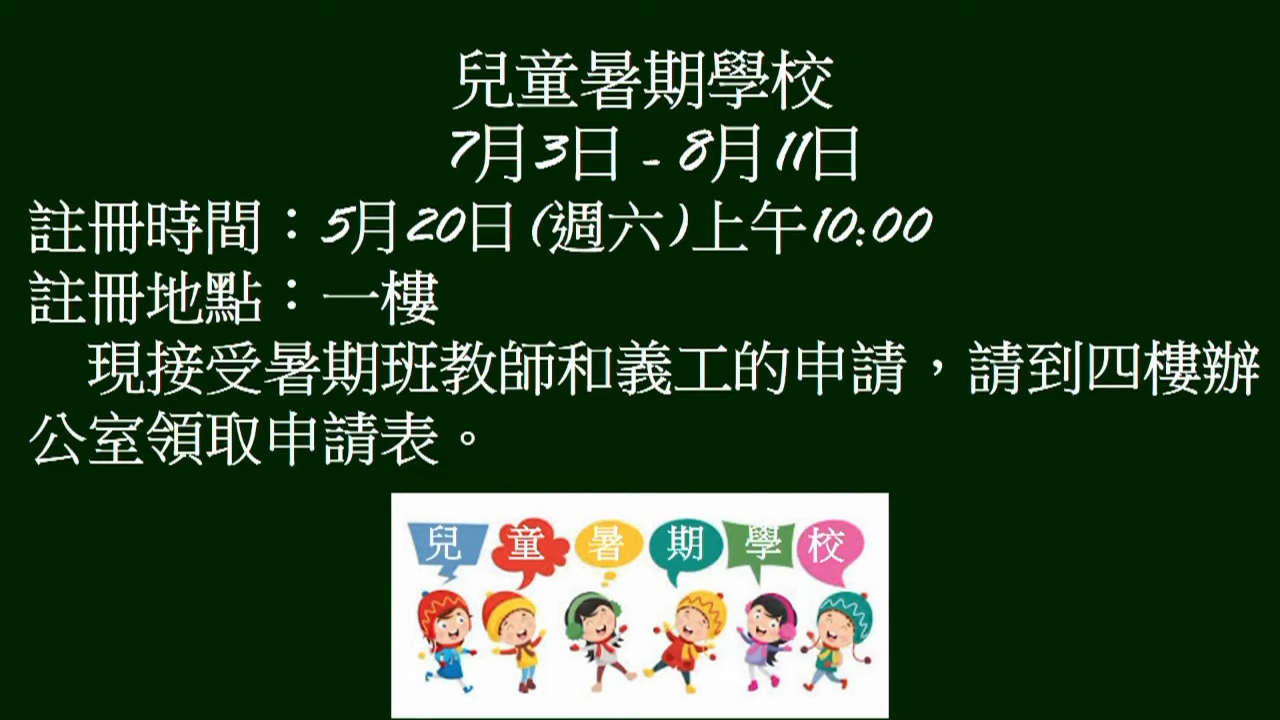 兒童暑期學校
7月3日 - 8月11日
註冊時間：5月20日 (週六)上午10:00
註冊地點：一樓
現接受暑期班教師和義工的申請，請到四樓辦
公室領取申請表。
兒童暑期學校